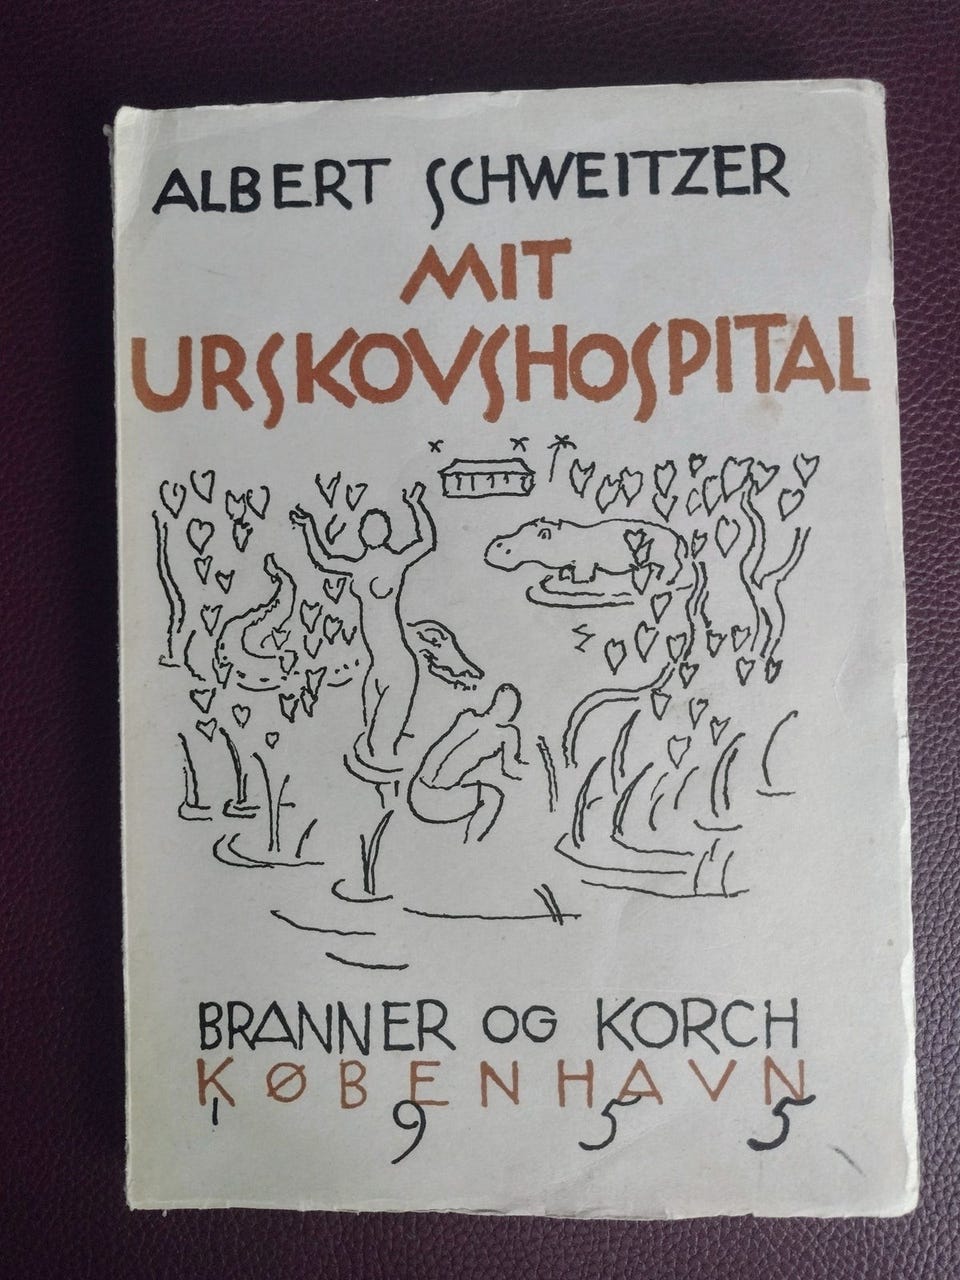 ALBERT SCHWEITZER
MIT
URSKOVSHOSPITAL
BRANNER OG KORCH
KØBENHAVN
1955